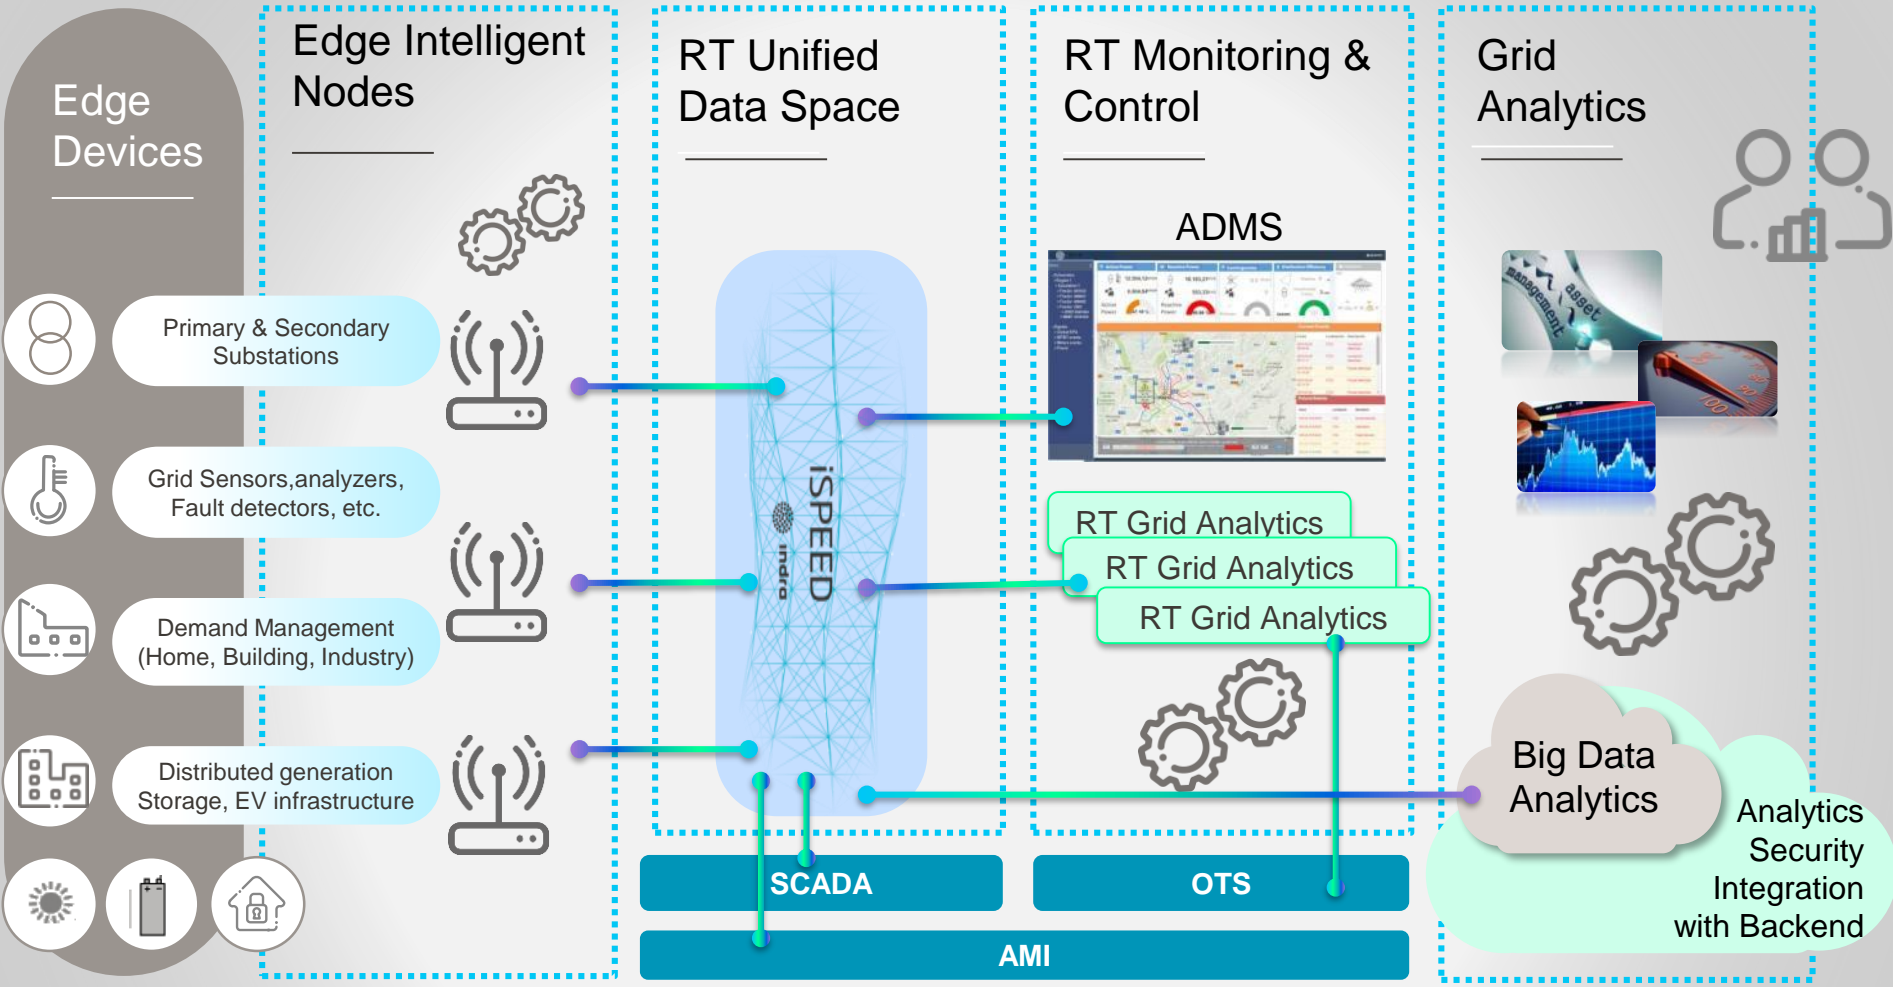 Edge
Devices
Edge Intelligent
Nodes
RT Unified
Data Space
RT Monitoring &
Control
Grid
Analytics
Primary & Secondary
Substations
Grid Sensors,analyzers,
Fault detectors, etc.
Demand Management
(Home, Building, Industry)
Distributed generation
Storage, EV infrastructure
iSPEED
indra
ADMS
RT Grid Analytics
RT Grid Analytics
RT Grid Analytics
management
asset
100
Big Data
Analytics
Analytics
Security
Integration
with Backend
SCADA
OTS
AMI